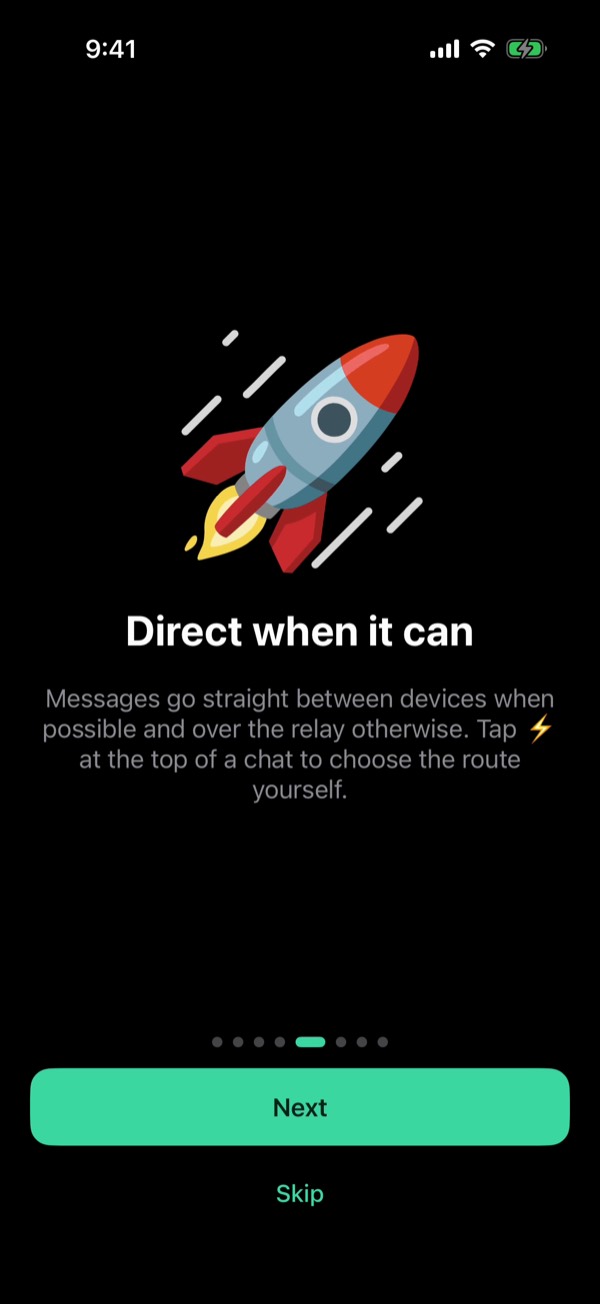 9:41
Direct when it can
Messages go straight between devices when
possible and over the relay otherwise. Tap ⚡
at the top of a chat to choose the route
yourself.
Next
Skip